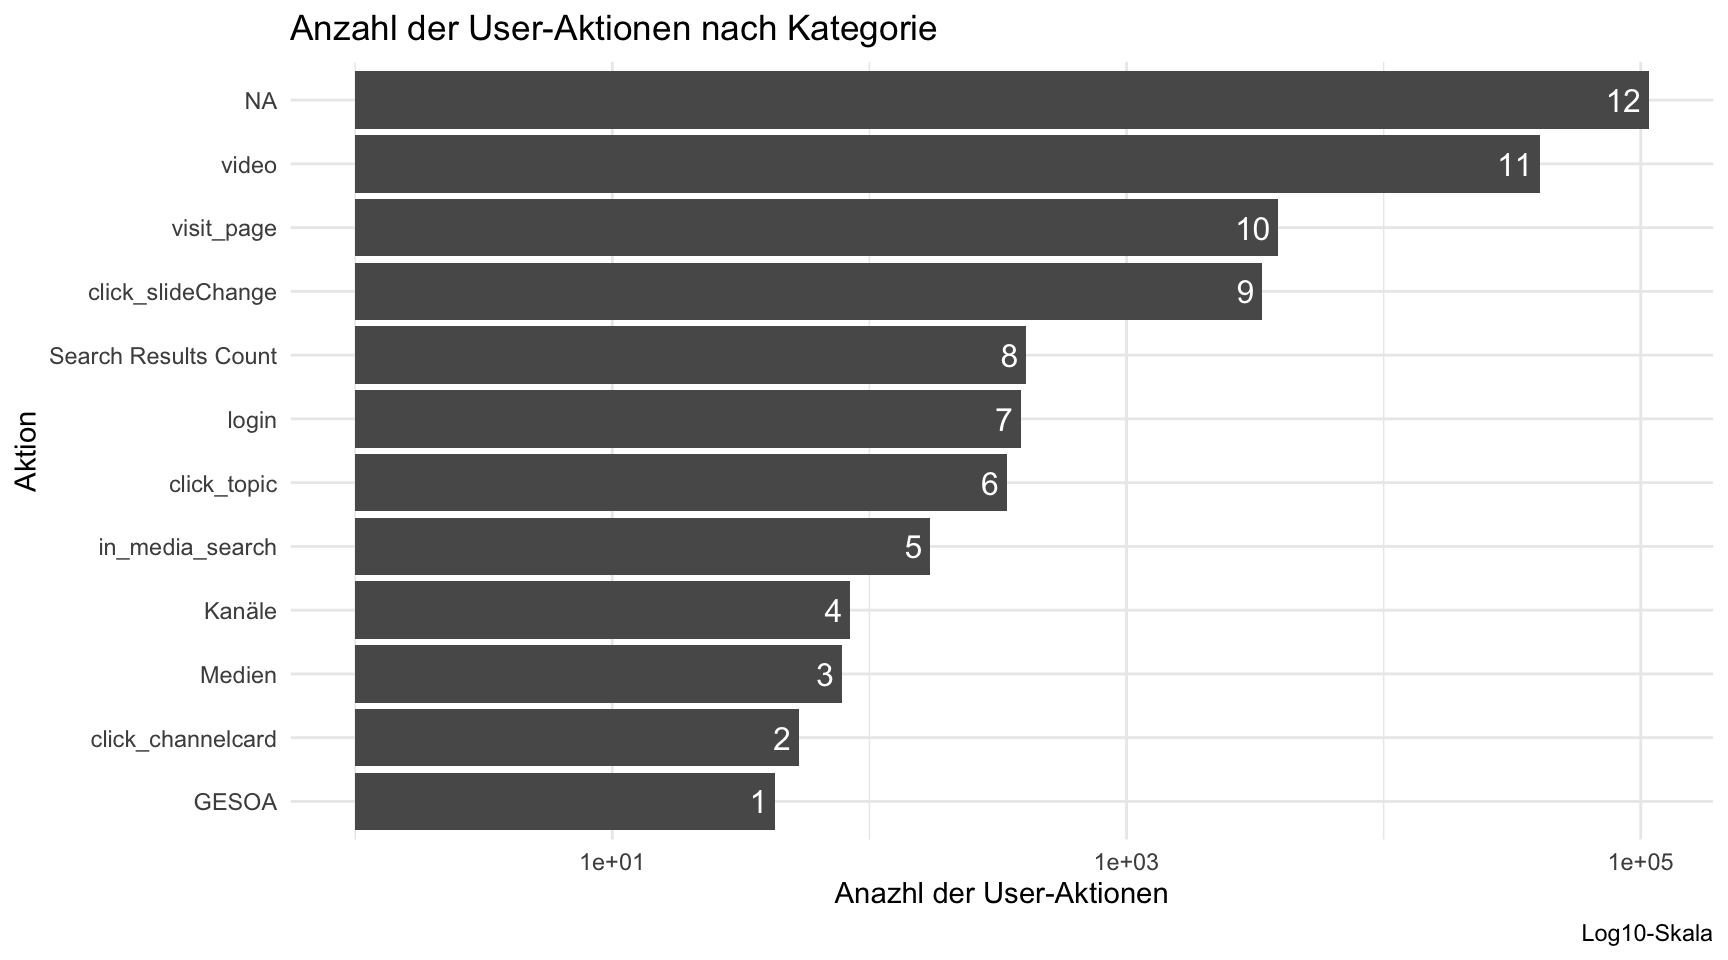 Anzahl der User-Aktionen nach Kategorie
NA 12
video 11
visit_page 10
click_slideChange 9
Search Results Count 8
login 7
click_topic 6
in_media_search 5
Kanäle 4
Medien 3
click_channelcard 2
GESOA 1
Aktion
1e+01 1e+03 1e+05
Anazhl der User-Aktionen
Log10-Skala